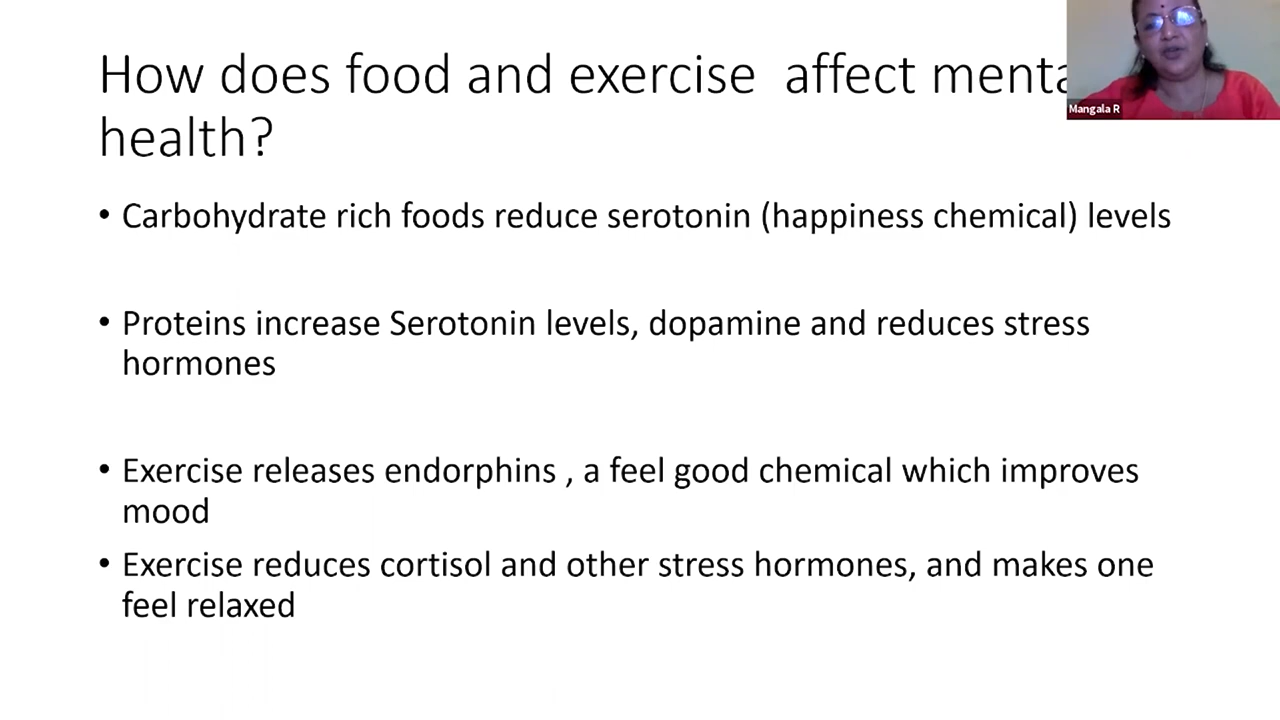 How does food and exercise  affect menta
health?
Mangala R
• Carbohydrate rich foods reduce serotonin (happiness chemical) levels
• Proteins increase Serotonin levels, dopamine and reduces stress
hormones
• Exercise releases endorphins , a feel good chemical which improves
mood
• Exercise reduces cortisol and other stress hormones, and makes one
feel relaxed